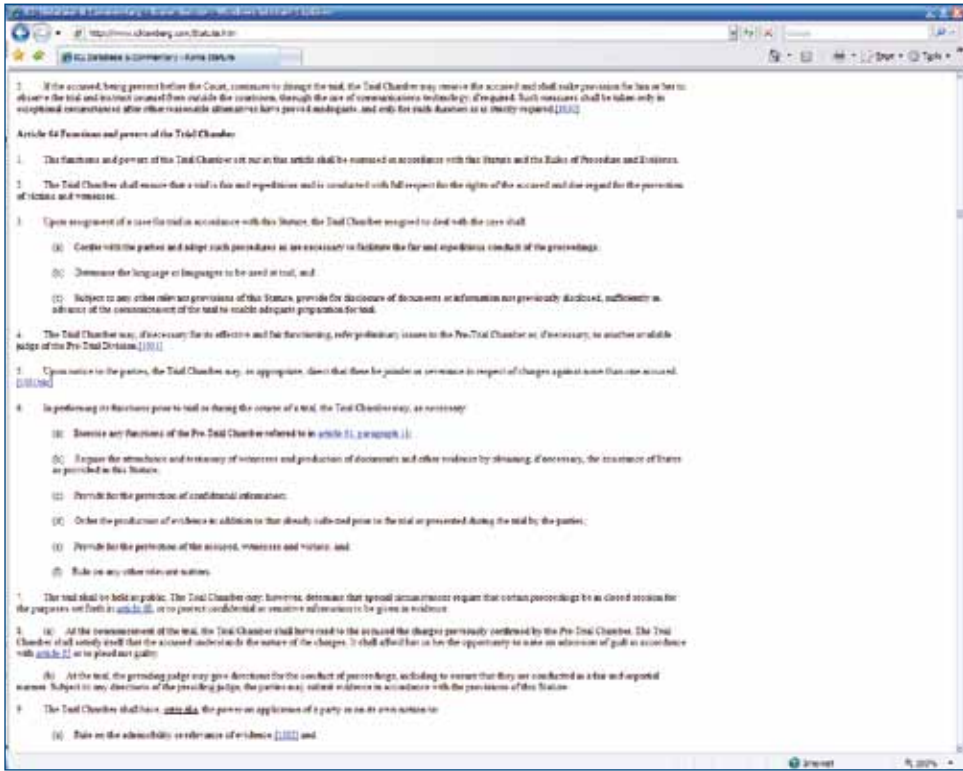 ICL Database & Commentary - Rome Statute - Windows Internet Explorer
ICL Database & Commentary - Rome Statute
Tools
2. If the accused, being present before the Court, continues to disrupt the trial, the Trial Chamber may remove the accused and shall make provision for him or her to
observe the trial and instruct counsel from outside the courtroom, through the use of communications technology, if required. Such measures shall be taken only in
exceptional circumstances after other reasonable alternatives have proved inadequate, and only for such duration as is strictly required.
Article 64 Functions and powers of the Trial Chamber
1. The functions and powers of the Trial Chamber set out in this article shall be exercised in accordance with this Statute and the Rules of Procedure and Evidence.
2. The Trial Chamber shall ensure that a trial is fair and expeditious and is conducted with full respect for the rights of the accused and due regard for the protection
of victims and witnesses.
3. Upon assignment of a case for trial in accordance with this Statute, the Trial Chamber assigned to deal with the case shall:
(a) Confer with the parties and adopt such procedures as are necessary to facilitate the fair and expeditious conduct of the proceedings;
(b) Determine the language or languages to be used at trial; and
(c) Subject to any other relevant provisions of this Statute, provide for disclosure of documents or information not previously disclosed, sufficiently in
advance of the commencement of the trial to enable adequate preparation for trial.
4. The Trial Chamber may, if necessary for its effective and fair functioning, refer preliminary issues to the Pre-Trial Chamber or, if necessary, to another available
judge of the Pre-Trial Division.
5. Upon notice to the parties, the Trial Chamber may, as appropriate, direct that there be joinder or severance in respect of charges against more than one accused.
6. In performing its functions prior to trial or during the course of a trial, the Trial Chamber may, as necessary:
(a) Exercise any functions of the Pre-Trial Chamber referred to in article 61, paragraph 11;
(b) Require the attendance and testimony of witnesses and production of documents and other evidence by obtaining, if necessary, the assistance of States
as provided in this Statute;
(c) Provide for the protection of confidential information;
(d) Order the production of evidence in addition to that already collected prior to the trial or presented during the trial by the parties;
(e) Provide for the protection of the accused, witnesses and victims; and
(f) Rule on any other relevant matters.
7. The trial shall be held in public. The Trial Chamber may, however, determine that special circumstances require that certain proceedings be in closed session for
the purposes set forth in article 68, or to protect confidential or sensitive information to be given in evidence.
8. (a) At the commencement of the trial, the Trial Chamber shall have read to the accused the charges previously confirmed by the Pre-Trial Chamber. The Trial
Chamber shall satisfy itself that the accused understands the nature of the charges. It shall afford him or her the opportunity to make an admission of guilt in accordance
with article 65 or to plead not guilty.
(b) At the trial, the presiding judge may give directions for the conduct of proceedings, including to ensure that they are conducted in a fair and impartial
manner. Subject to any directions of the presiding judge, the parties may submit evidence in accordance with the provisions of this Statute.
9. The Trial Chamber shall have, inter alia, the power on application of a party or on its own motion to:
(a) Rule on the admissibility or relevance of evidence; and
Internet
100%